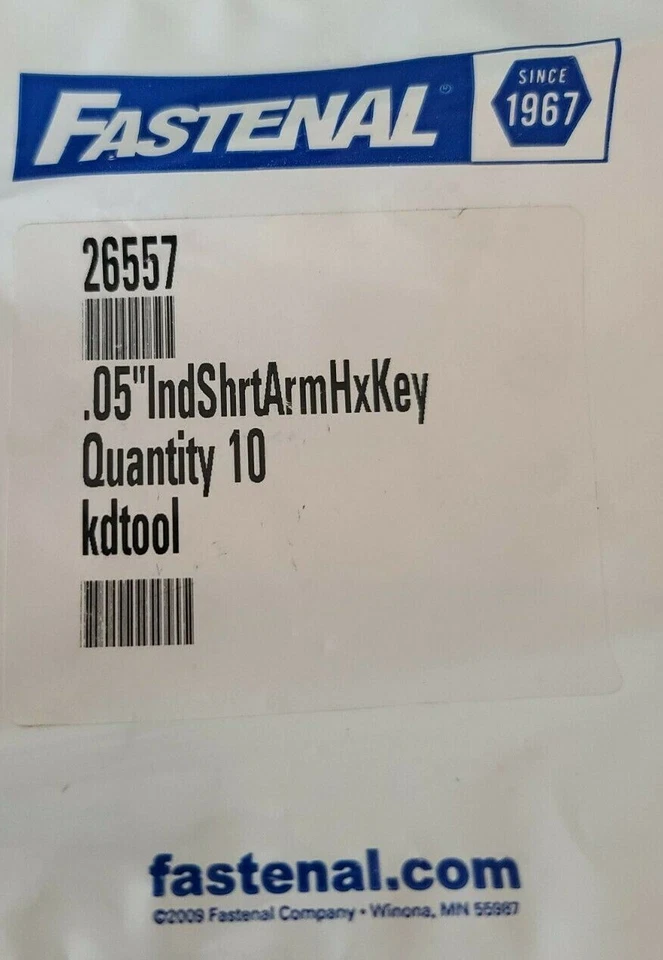 FASTENAL®
SINCE
1967
26557
.05"IndShrtArmHxKey
Quantity 10
kdtool
fastenal.com
©2009 Fastenal Company • Winona, MN 55987